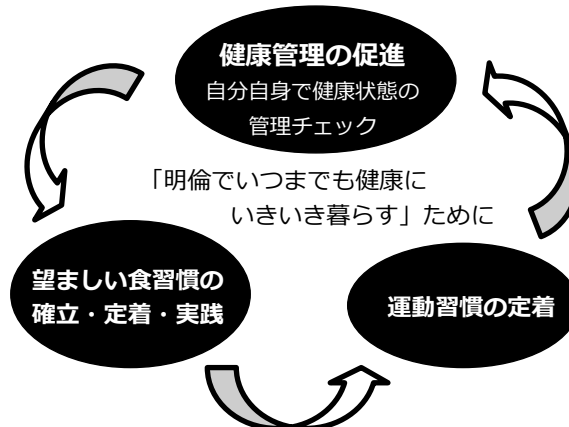 健康管理の促進
自分自身で健康状態の
管理チェック
「明倫でいつまでも健康に
いきいき暮らす」ために
望ましい食習慣の
確立・定着・実践
運動習慣の定着